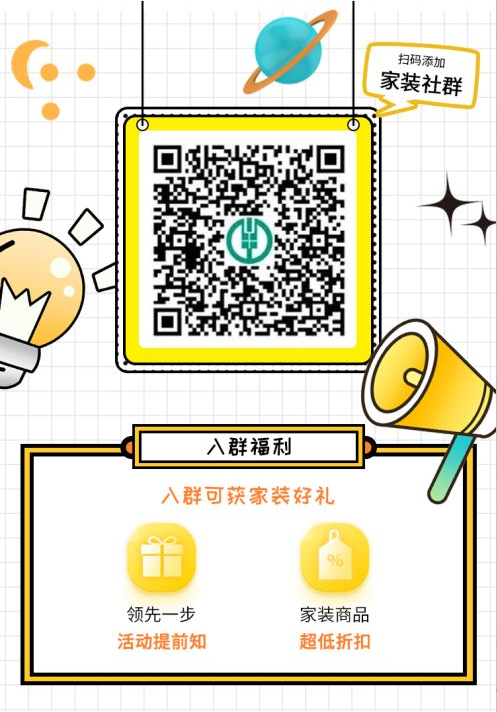 扫码添加
家装社群
入群福利
入群可获家装好礼
%
领先一步
家装商品
活动提前知
超低折扣